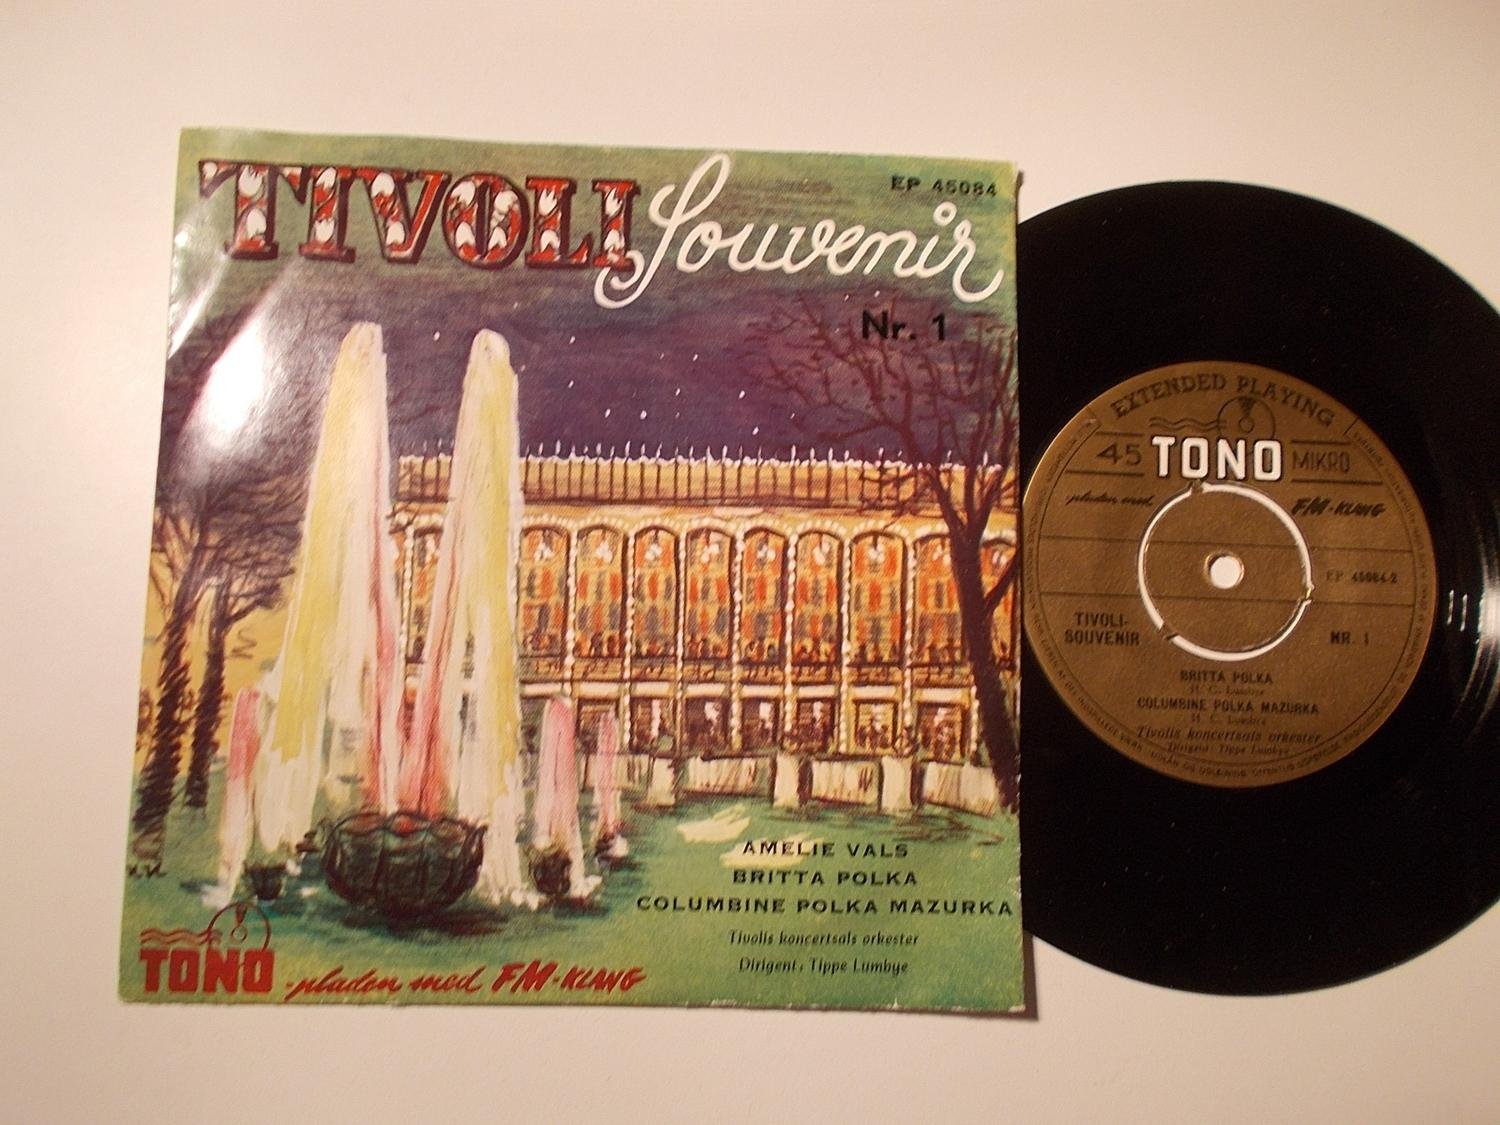 TIVOLI Souvenir
EP 45084
Nr. 1
AMELIE VALS
BRITTA POLKA
COLUMBINE POLKA MAZURKA
Tivolis koncertsals orkester
Dirigent: Tippe Lumbye
TONO -pladen med FM-KLANG
EXTENDED PLAYING
45 TONO MIKRO
-pladen med FM-KLANG
EP 45084-2
TIVOLI-
SOUVENIR
NR. 1
BRITTA POLKA
H. C. Lumbye
COLUMBINE POLKA MAZURKA
H. C. Lumbye
Tivolis koncertsals orkester
Dirigent: Tippe Lumbye